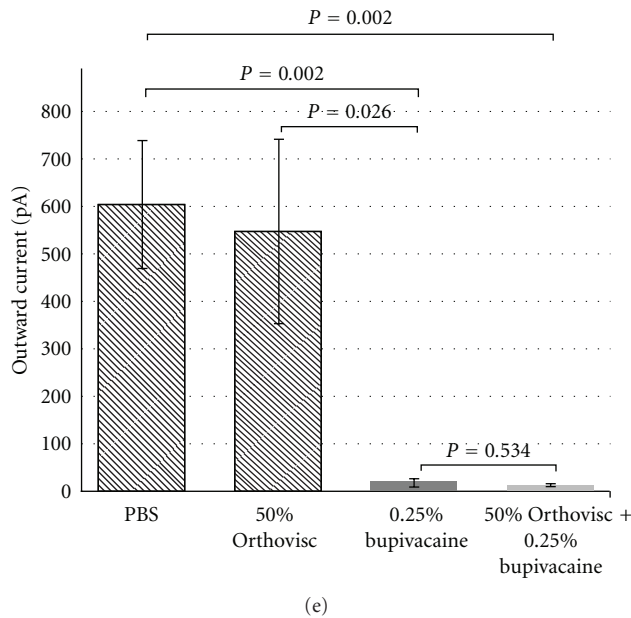 P = 0.002
P = 0.002
P = 0.026
800
700
600
500
400
300
200
100
0
Outward current (pA)
P = 0.534
PBS
50%
Orthovisc
0.25%
bupivacaine
50% Orthovisc +
0.25%
bupivacaine
(e)